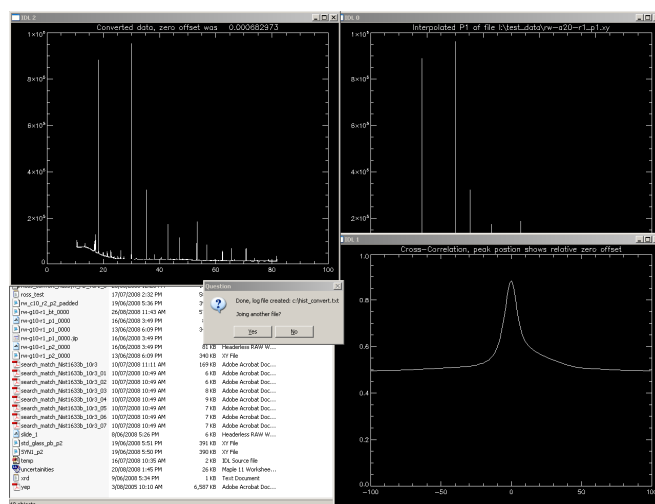 IDL 2
Converted data, zero offset was 0.000682973
1×10⁵
8×10⁵
6×10⁵
4×10⁵
2×10⁵
0
0 20 40 60 80 100
IDL 0
Interpolated P1 of file I:\test_data\rw-a20-r1_p1.xy
1×10⁵
8×10⁵
6×10⁵
4×10⁵
2×10⁵
IDL 1
Cross-Correlation, peak postion shows relative zero offset
1.0
0.8
0.6
0.4
0.2
0.0
-100 -50 0 50 100
Question
Done, log file created: c:\hist_convert.txt
Joing another file?
Yes No
ross_test 17/07/2008 2:32 PM
rw_c10_r2_p2_padded 19/06/2008 5:36 PM
rw-g10-r1_bt_0000 26/08/2008 11:43 AM
rw-g10-r1_p1_0000 16/06/2008 3:49 PM
rw-g10-r1_p1_0000 13/06/2008 6:09 PM
rw-g10-r1_p1_0000.jip 16/06/2008 3:49 PM
rw-g10-r1_p2_0000 16/06/2008 3:49 PM 81 KB Headerless RAW W...
rw-g10-r1_p2_0000 13/06/2008 6:09 PM 340 KB XY File
search_match_Nist1633b_10r3 10/07/2008 11:11 AM 169 KB Adobe Acrobat Doc...
search_match_Nist1633b_10r3_01 10/07/2008 10:49 AM 6 KB Adobe Acrobat Doc...
search_match_Nist1633b_10r3_02 10/07/2008 10:49 AM 6 KB Adobe Acrobat Doc...
search_match_Nist1633b_10r3_03 10/07/2008 10:49 AM 8 KB Adobe Acrobat Doc...
search_match_Nist1633b_10r3_04 10/07/2008 10:49 AM 9 KB Adobe Acrobat Doc...
search_match_Nist1633b_10r3_05 10/07/2008 10:49 AM 7 KB Adobe Acrobat Doc...
search_match_Nist1633b_10r3_06 10/07/2008 10:49 AM 7 KB Adobe Acrobat Doc...
search_match_Nist1633b_10r3_07 10/07/2008 10:49 AM 7 KB Adobe Acrobat Doc...
slide_1 8/06/2008 5:26 PM 6 KB Headerless RAW W...
std_glass_pb_p2 19/06/2008 5:51 PM 391 KB XY File
SYN1_p2 19/06/2008 5:50 PM 390 KB XY File
temp 16/07/2008 10:35 AM 2 KB IDL Source file
uncertainities 20/08/2008 1:45 PM 26 KB Maple 11 Workshee...
xrd 9/06/2008 5:34 PM 1 KB Text Document
yep 3/08/2005 10:10 AM 6,587 KB Adobe Acrobat Doc...